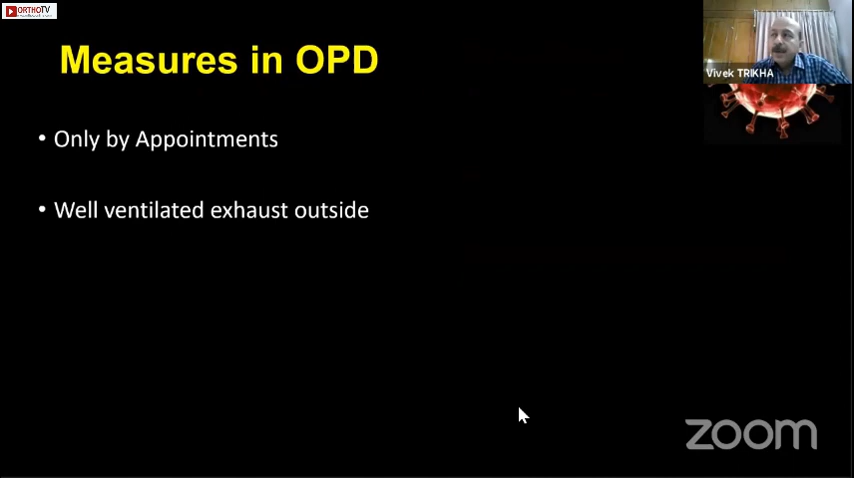 ORTHOTV
Measures in OPD
Vivek TRIKHA
• Only by Appointments
• Well ventilated exhaust outside
zoom